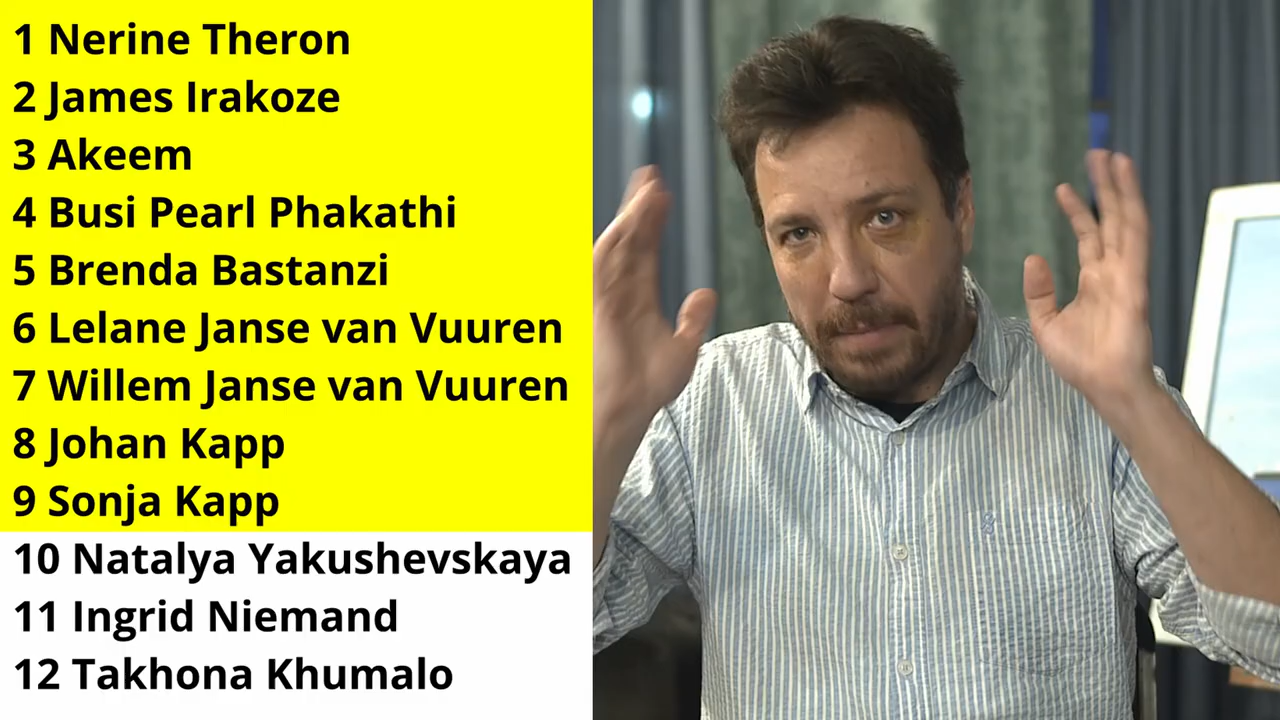 1 Nerine Theron
2 James Irakoze
3 Akeem
4 Busi Pearl Phakathi
5 Brenda Bastanzi
6 Lelane Janse van Vuuren
7 Willem Janse van Vuuren
8 Johan Kapp
9 Sonja Kapp
10 Natalya Yakushevskaya
11 Ingrid Niemand
12 Takhona Khumalo